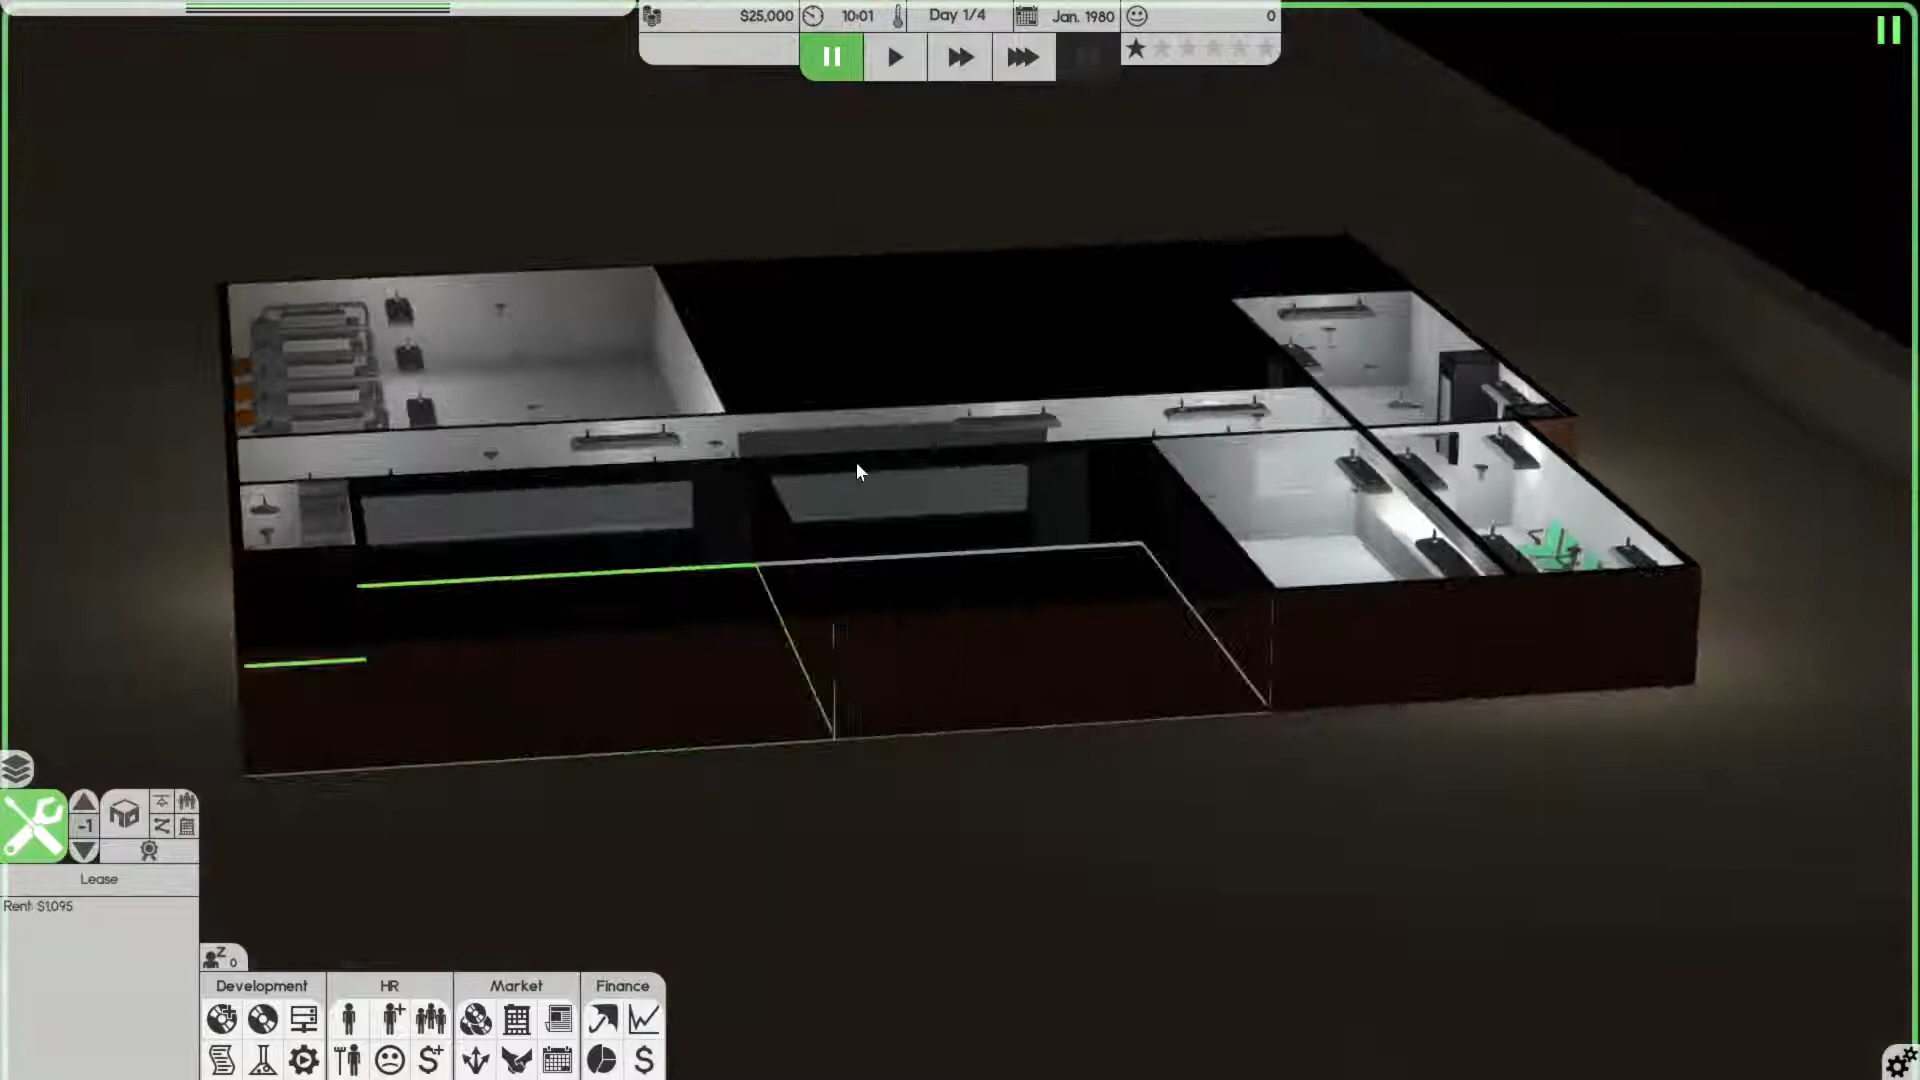 $25,000
10:01
Day 1/4
Jan. 1980
0
-1
Lease
Rent: $1,095
Z
0
Development
HR
Market
Finance